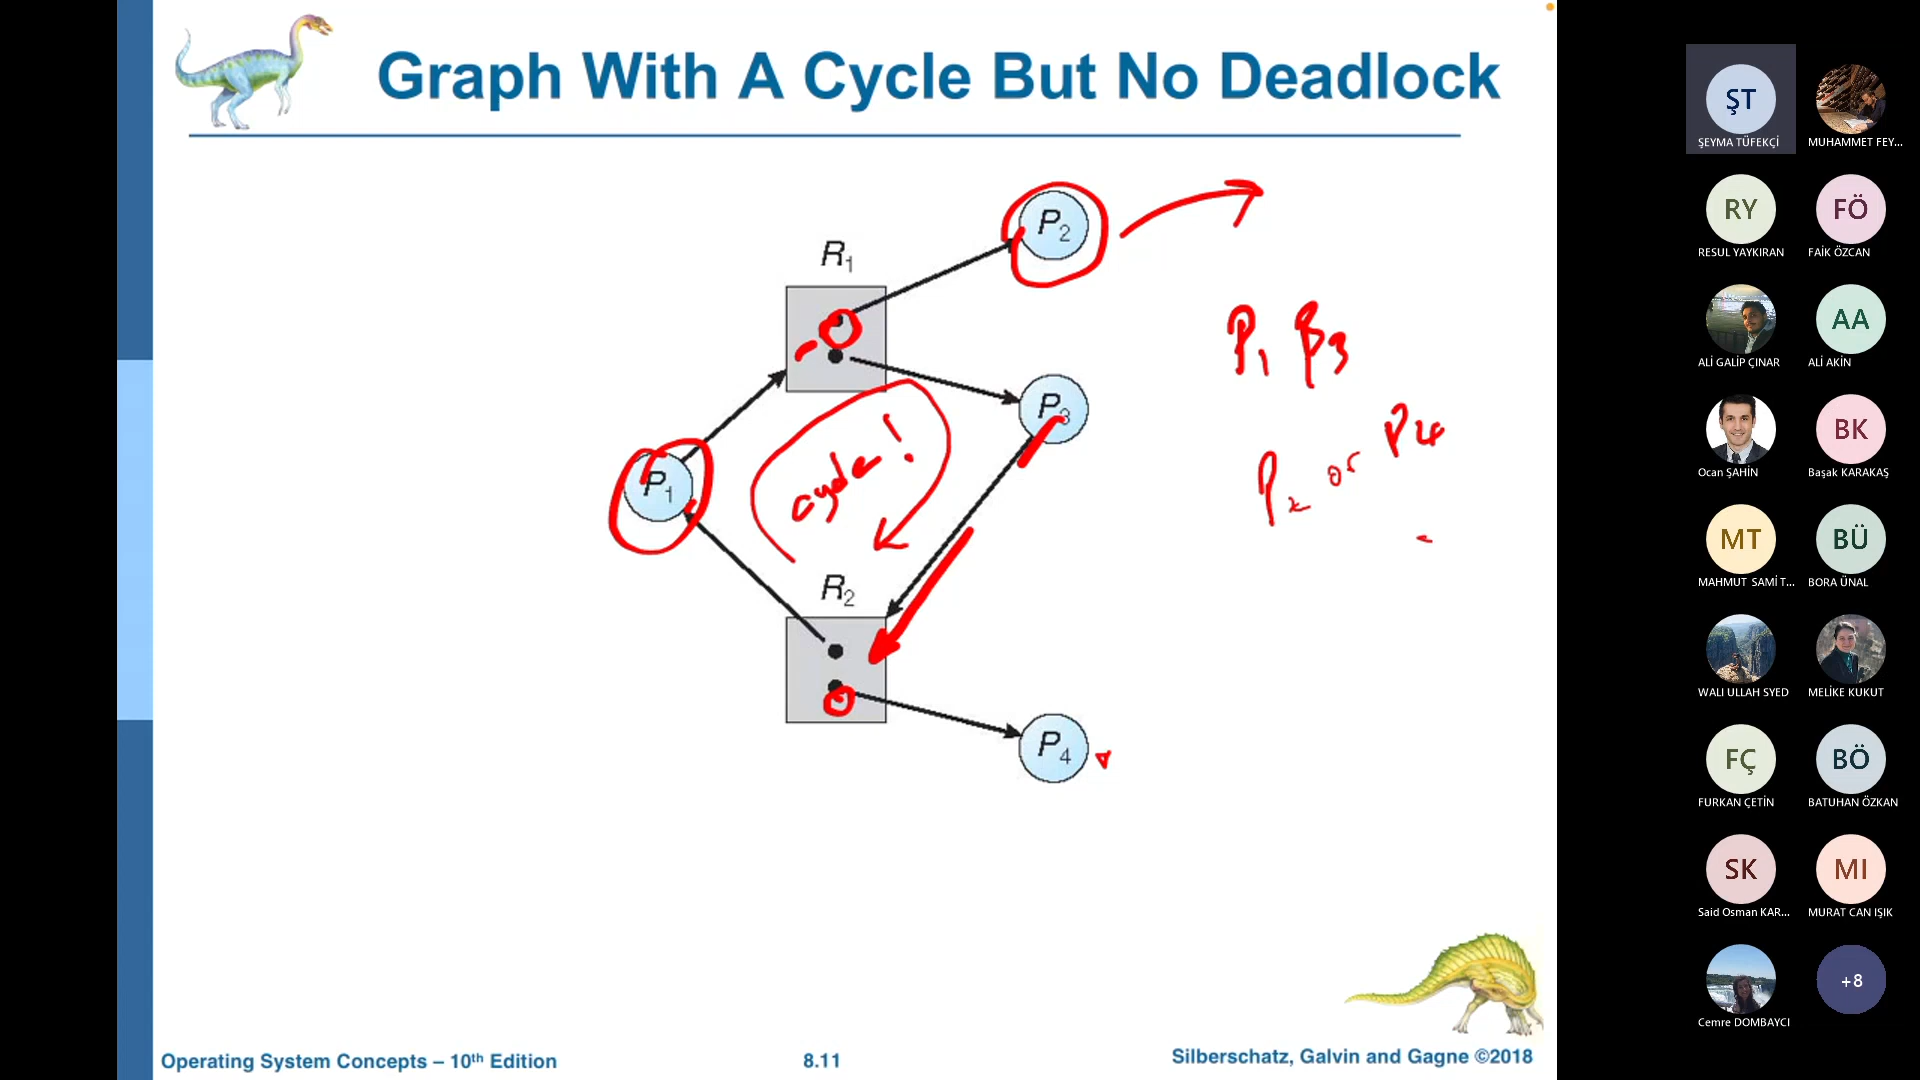 Graph With A Cycle But No Deadlock
P2
R1
P1 P3
P3
P2 or P4
cycle!
P1
R2
P4
Operating System Concepts – 10th Edition
8.11
Silberschatz, Galvin and Gagne ©2018
ŞT
ŞEYMA TÜFEKÇİ
MUHAMMET FEY...
RY
RESUL YAYKIRAN
FÖ
FAİK ÖZCAN
ALİ GALİP ÇINAR
AA
ALİ AKİN
Ocan ŞAHİN
BK
Başak KARAKAŞ
MT
MAHMUT SAMİ T...
BÜ
BORA ÜNAL
WALI ULLAH SYED
MELİKE KUKUT
FÇ
FURKAN ÇETİN
BÖ
BATUHAN ÖZKAN
SK
Said Osman KAR...
MI
MURAT CAN IŞIK
Cemre DOMBAYCI
+8